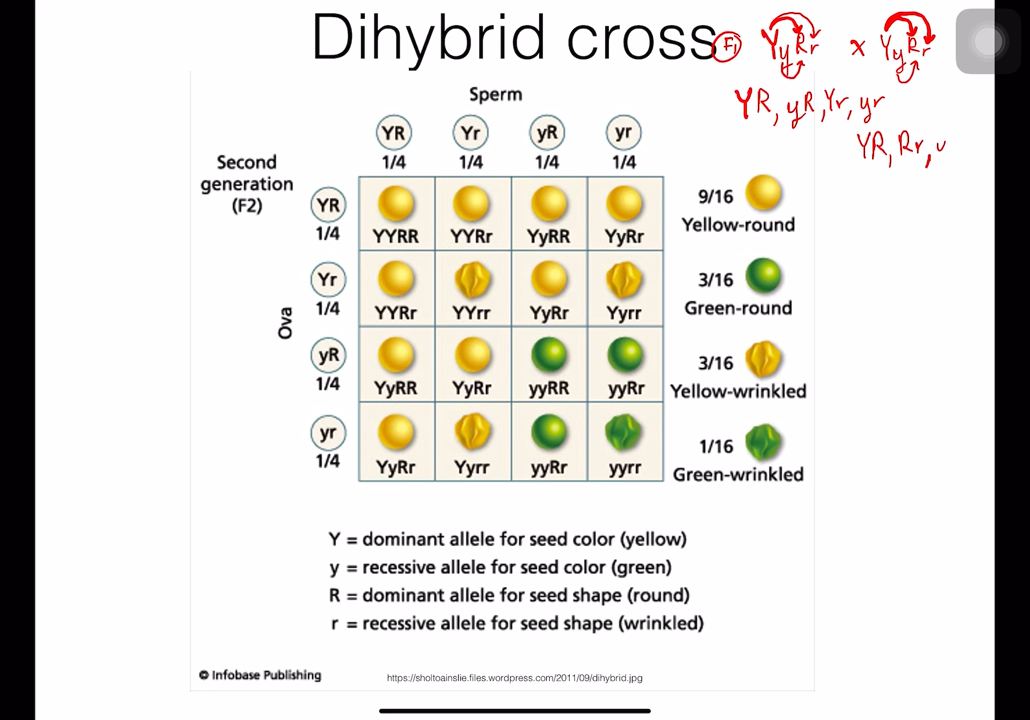 Dihybrid cross
F1 YyRr x YyRr
YR, yR, Yr, yr
YR, Rr,
Sperm
YR Yr yR yr
1/4 1/4 1/4 1/4
Second
generation
(F2)
Ova
YR
1/4
YYRR YYRr YyRR YyRr
Yr
1/4
YYRr YYrr YyRr Yyrr
yR
1/4
YyRR YyRr yyRR yyRr
yr
1/4
YyRr Yyrr yyRr yyrr
9/16
Yellow-round
3/16
Green-round
3/16
Yellow-wrinkled
1/16
Green-wrinkled
Y = dominant allele for seed color (yellow)
y = recessive allele for seed color (green)
R = dominant allele for seed shape (round)
r = recessive allele for seed shape (wrinkled)
© Infobase Publishing
https://sholtoainslie.files.wordpress.com/2011/09/dihybrid.jpg